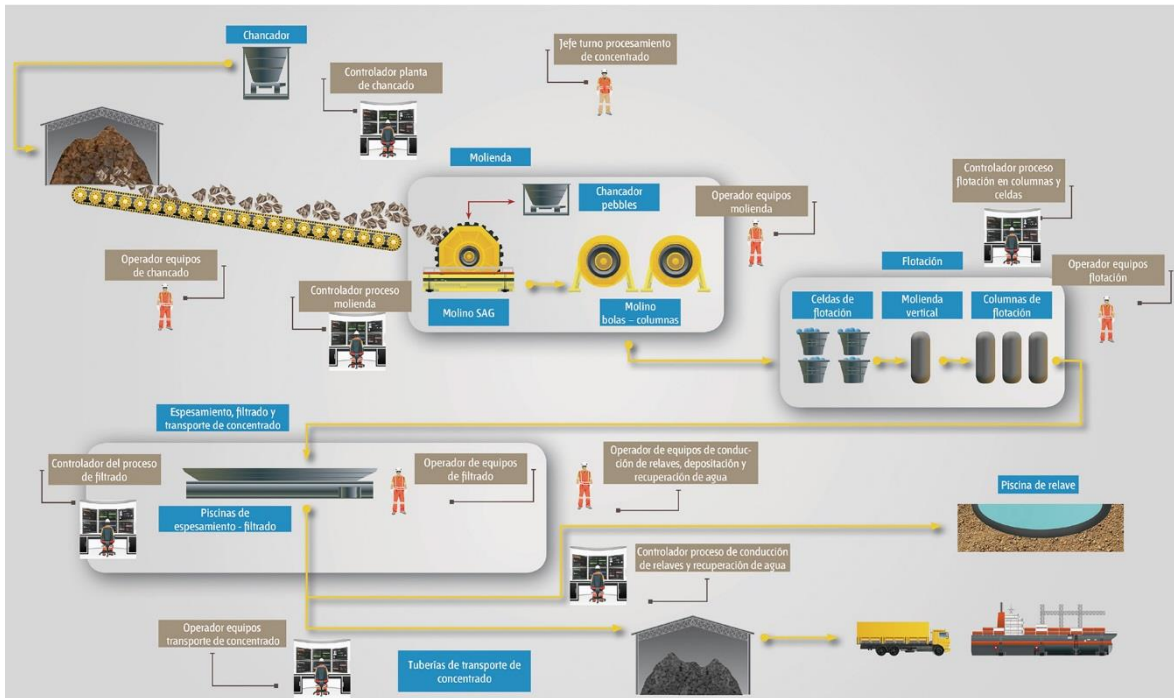 Chancador
Controlador planta
de chancado
Jefe turno procesamiento
de concentrado
Molienda
Chancador
pebbles
Operador equipos
molienda
Controlador proceso
flotación en columnas y
celdas
Operador equipos
de chancado
Controlador proceso
molienda
Molino SAG
Molino
bolas – columnas
Flotación
Operador equipos
flotación
Celdas de
flotación
Molienda
vertical
Columnas de
flotación
Espesamiento, filtrado y
transporte de concentrado
Controlador del proceso
de filtrado
Operador de equipos
de filtrado
Operador de equipos de conduc-
ción de relaves, depositación y
recuperación de agua
Piscina de relave
Piscinas de
espesamiento - filtrado
Controlador proceso de conducción
de relaves y recuperación de agua
Operador equipos
transporte de concentrado
Tuberías de transporte de
concentrado